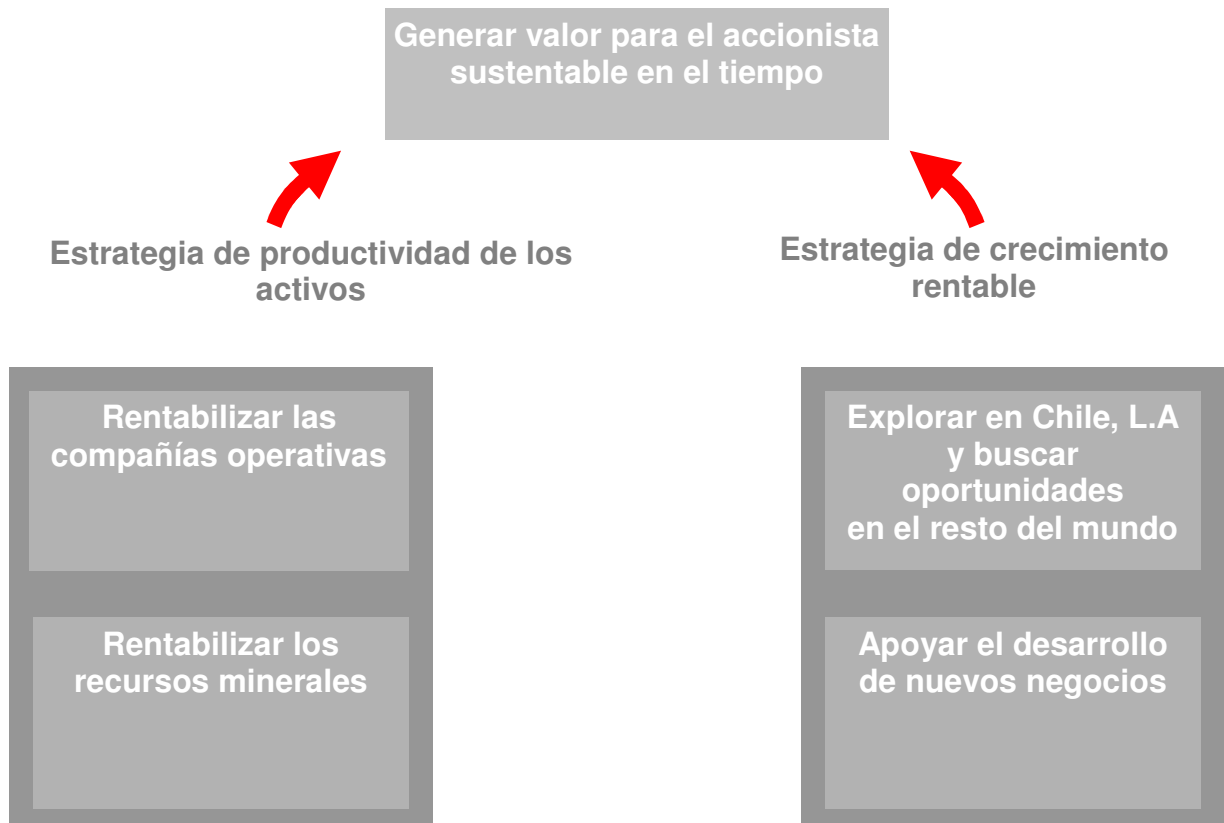 Generar valor para el accionista
sustentable en el tiempo
Estrategia de productividad de los
activos
Estrategia de crecimiento
rentable
Rentabilizar las
compañías operativas
Rentabilizar los
recursos minerales
Explorar en Chile, L.A
y buscar
oportunidades
en el resto del mundo
Apoyar el desarrollo
de nuevos negocios